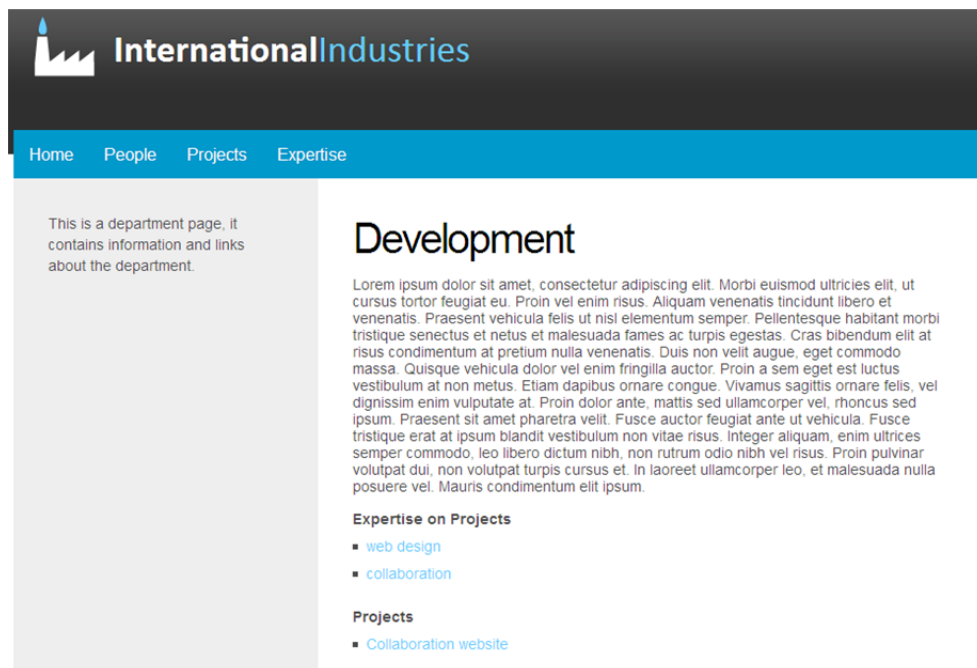 InternationalIndustries
Home People Projects Expertise
This is a department page, it
contains information and links
about the department.
Development
Lorem ipsum dolor sit amet, consectetur adipiscing elit. Morbi euismod ultricies elit, ut
cursus tortor feugiat eu. Proin vel enim risus. Aliquam venenatis tincidunt libero et
venenatis. Praesent vehicula felis ut nisl elementum semper. Pellentesque habitant morbi
tristique senectus et netus et malesuada fames ac turpis egestas. Cras bibendum elit at
risus condimentum at pretium nulla venenatis. Duis non velit augue, eget commodo
massa. Quisque vehicula dolor vel enim fringilla auctor. Proin a sem eget est luctus
vestibulum at non metus. Etiam dapibus ornare congue. Vivamus sagittis ornare felis, vel
dignissim enim vulputate at. Proin dolor ante, mattis sed ullamcorper vel, rhoncus sed
ipsum. Praesent sit amet pharetra velit. Fusce auctor feugiat ante ut vehicula. Fusce
tristique erat at ipsum blandit vestibulum non vitae risus. Integer aliquam, enim ultrices
semper commodo, leo libero dictum nibh, non rutrum odio nibh vel risus. Proin pulvinar
volutpat dui, non volutpat turpis cursus et. In laoreet ullamcorper leo, et malesuada nulla
posuere vel. Mauris condimentum elit ipsum.
Expertise on Projects
web design
collaboration
Projects
Collaboration website